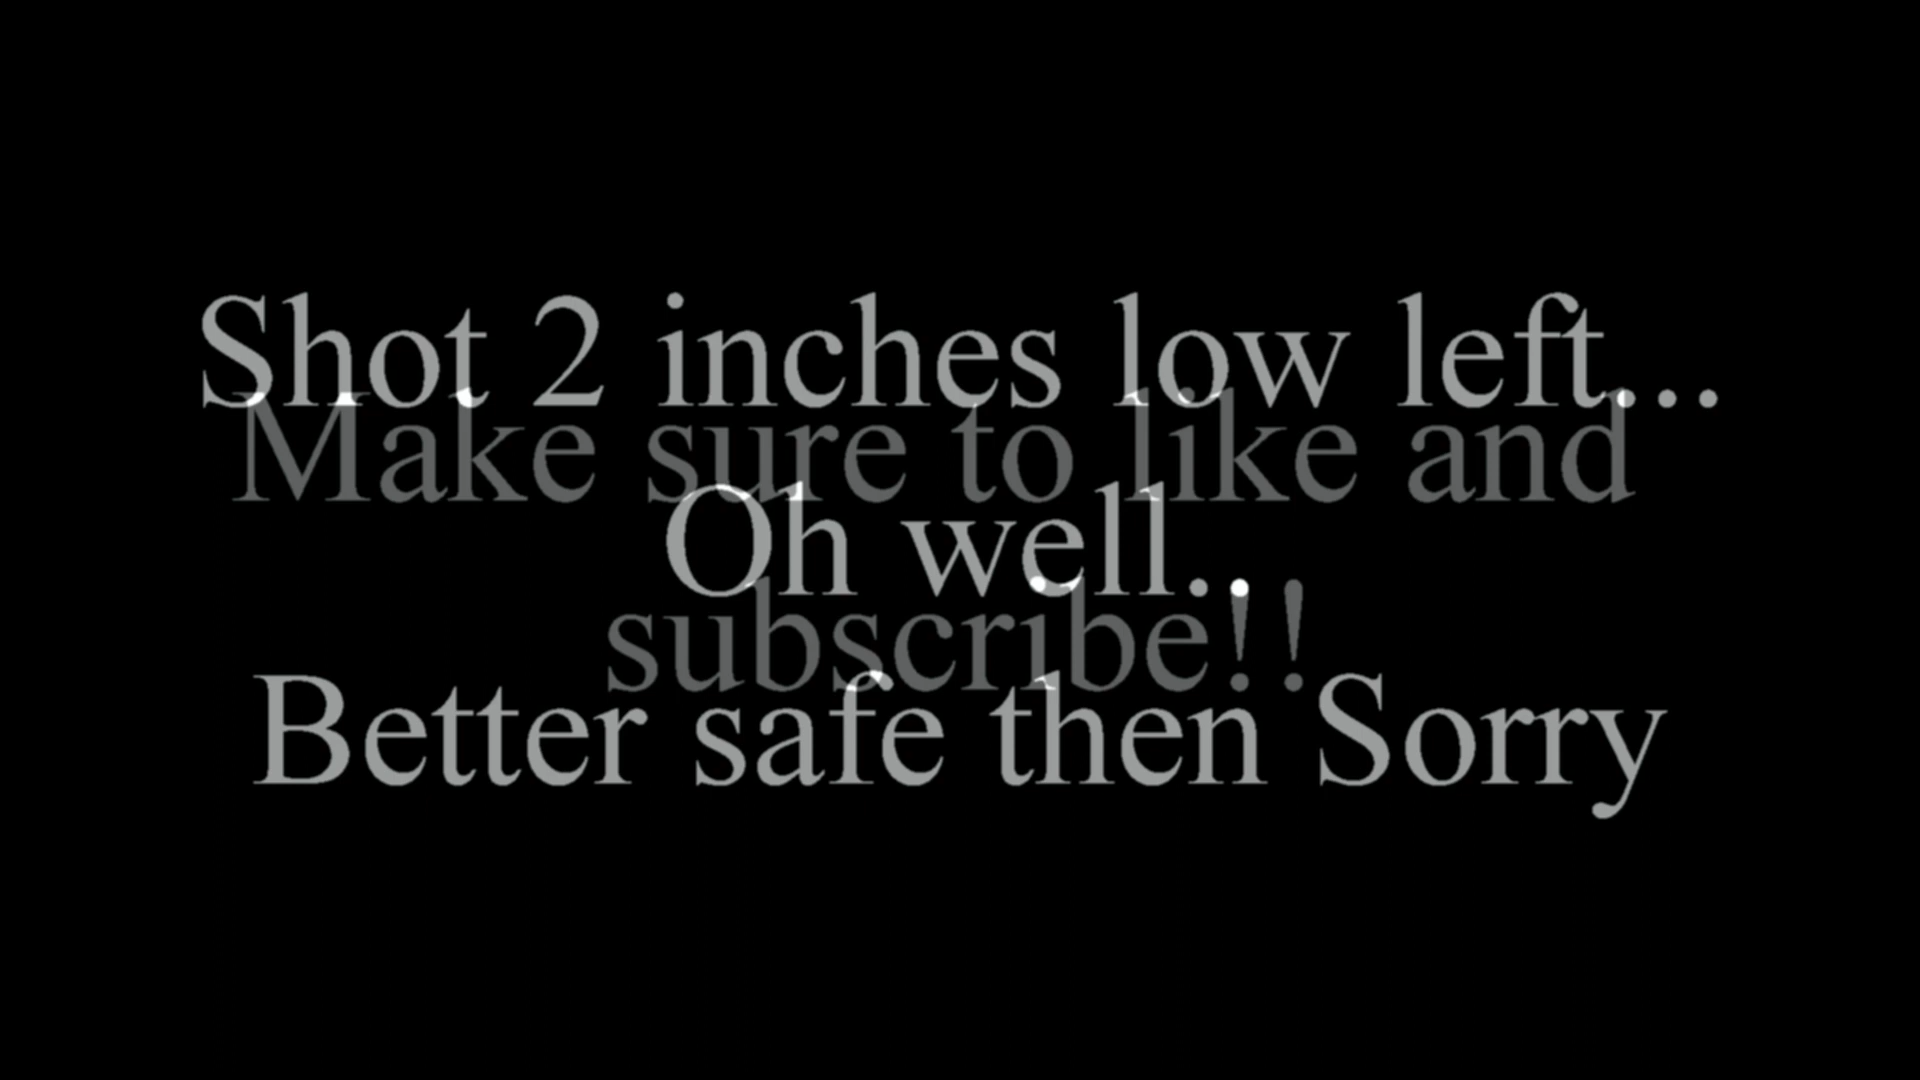 Shot 2 inches low left...
Make sure to like and
Oh well..
subscribe!!
Better safe then Sorry